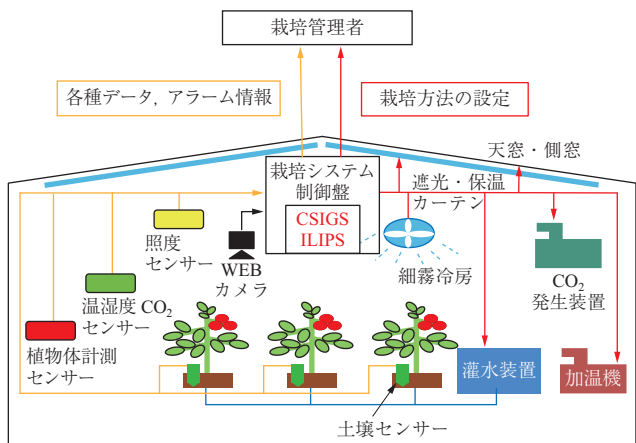 栽培管理者
各種データ，アラーム情報
栽培方法の設定
天窓・側窓
栽培システム
制御盤
CSIGS
ILIPS
遮光・保温
カーテン
照度
センサー
WEB
カメラ
細霧冷房
CO₂
発生装置
温湿度 CO₂
センサー
植物体計測
センサー
灌水装置
加温機
土壌センサー